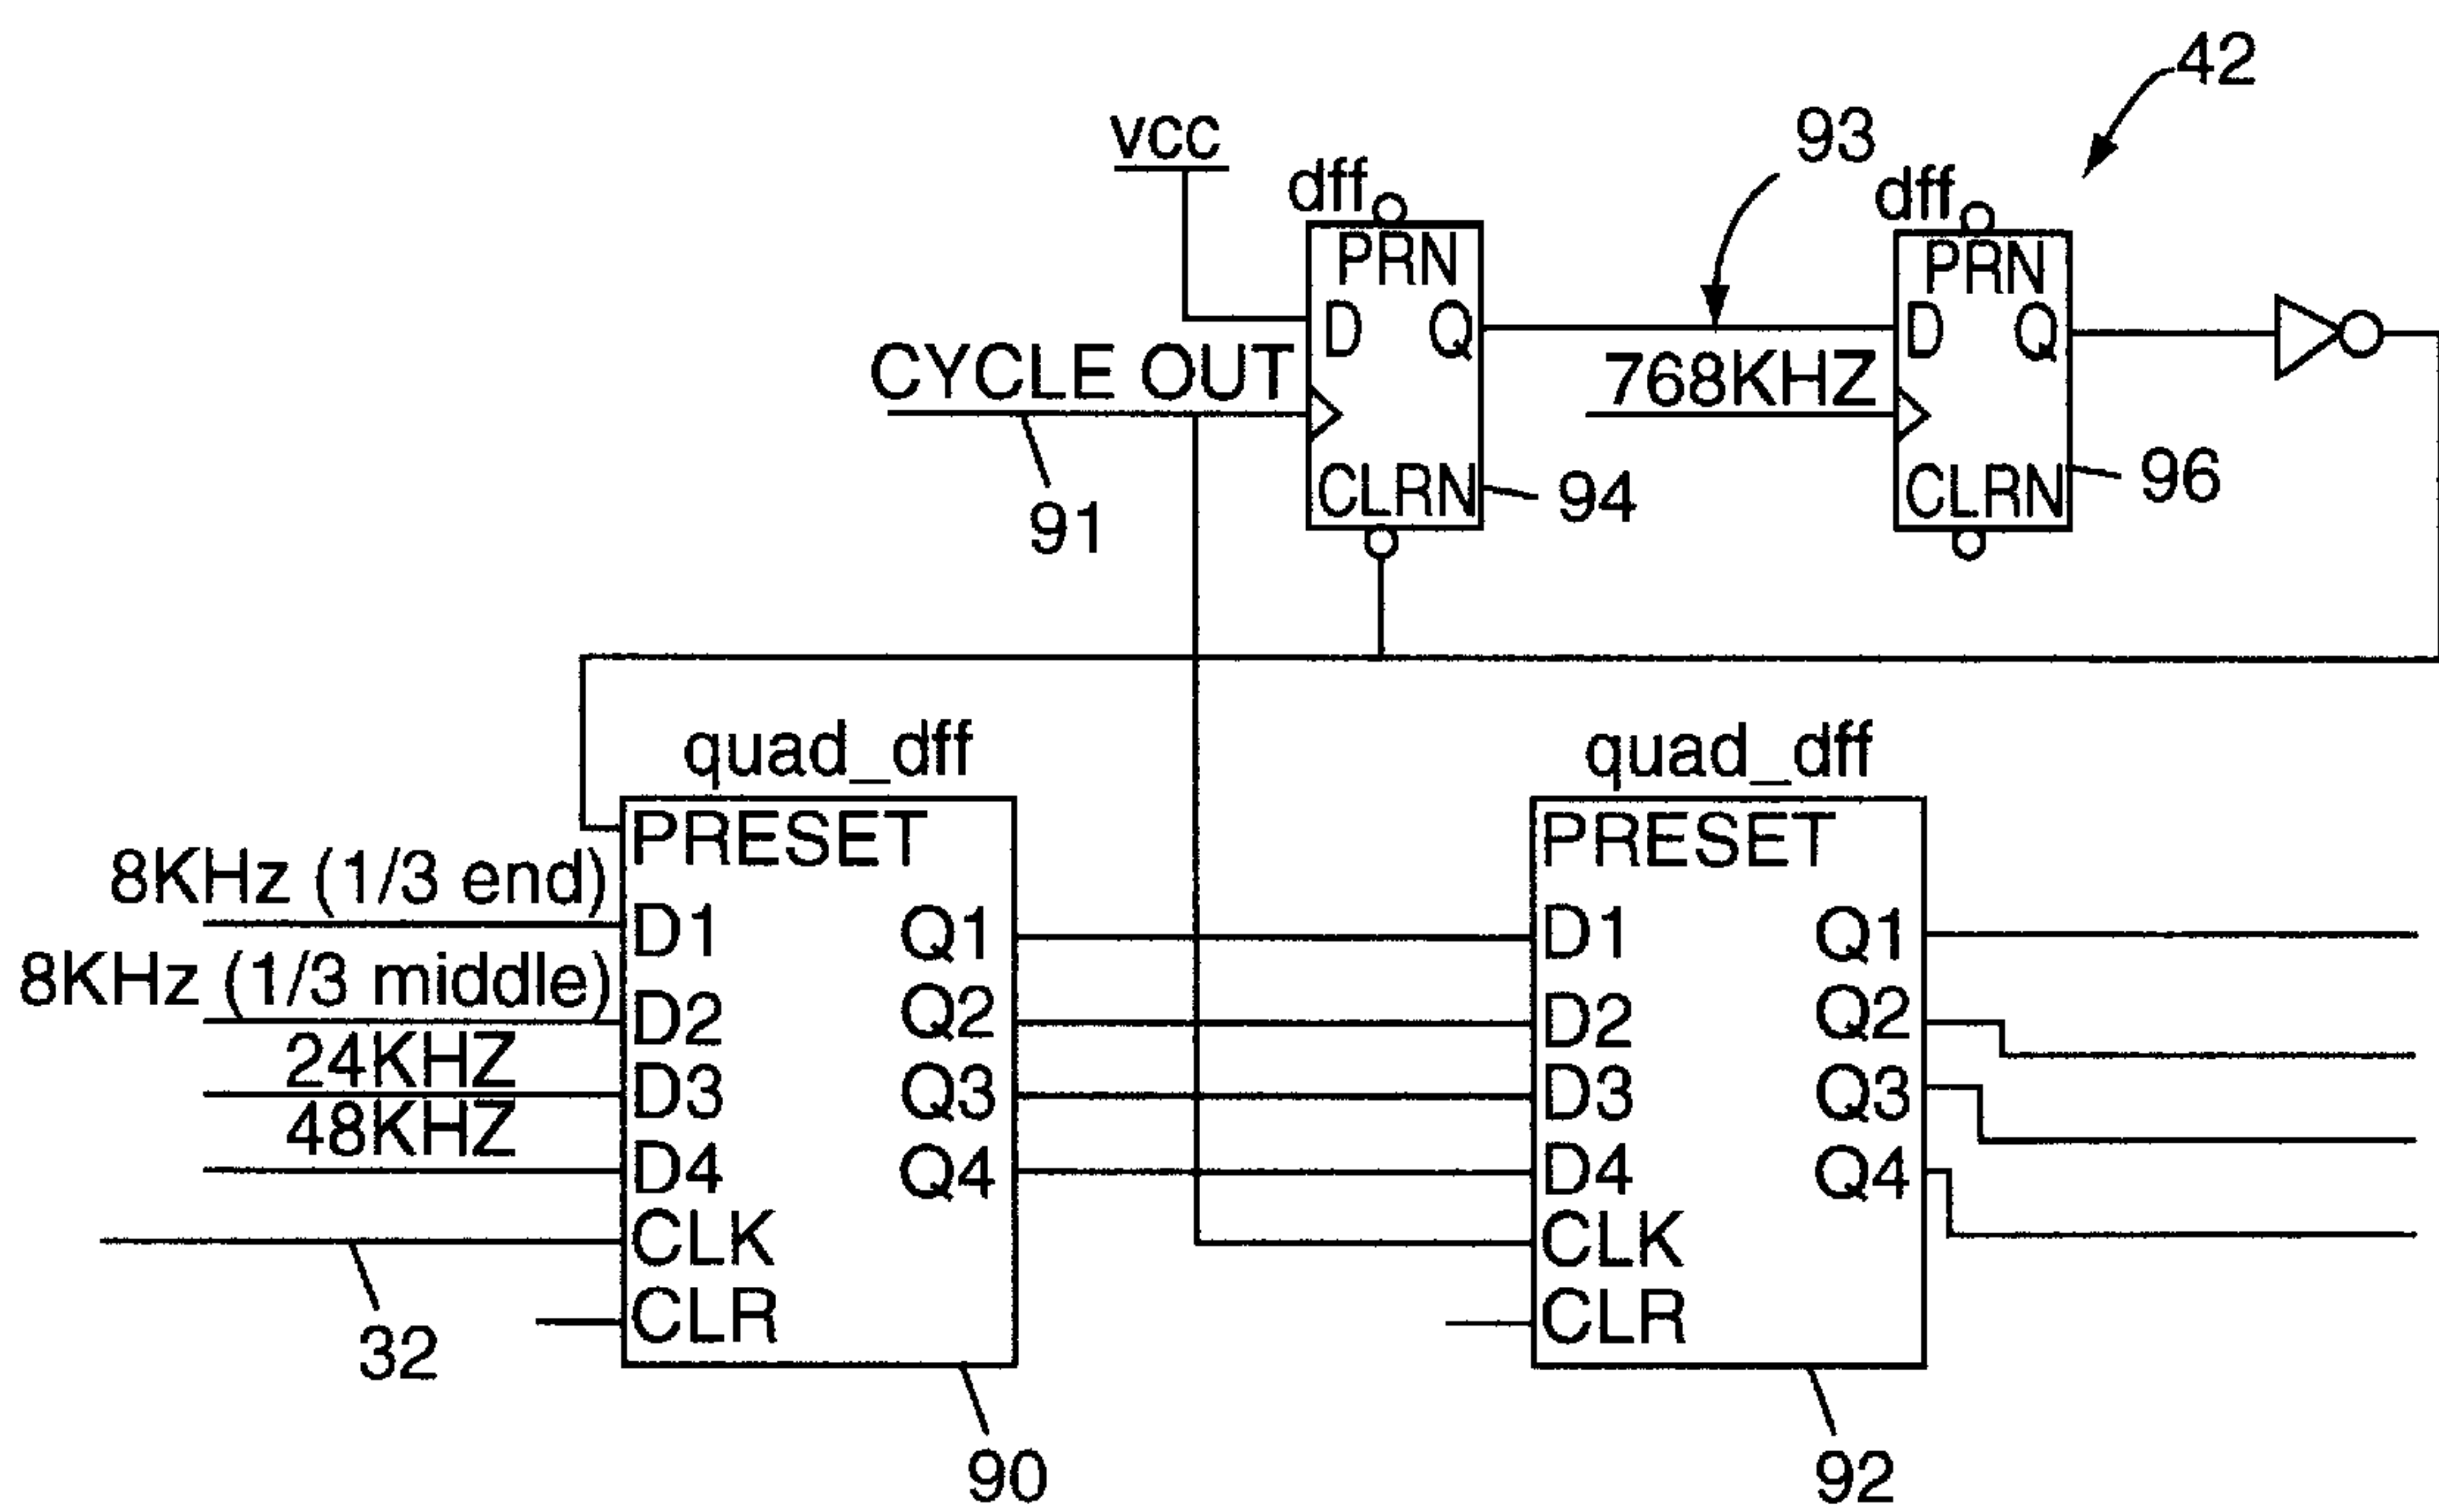 42
vcc
93
dff
dff
PRN
PRN
D Q
D Q
CYCLE OUT
768KHZ
CLRN
CLRN
91
94
96
quad_dff
quad_dff
PRESET
PRESET
8KHz (1/3 end)
D1 Q1
D1 Q1
8KHz (1/3 middle)
D2 Q2
D2 Q2
24KHZ
D3 Q3
D3 Q3
48KHZ
D4 Q4
D4 Q4
CLK
CLK
CLR
CLR
32
90
92